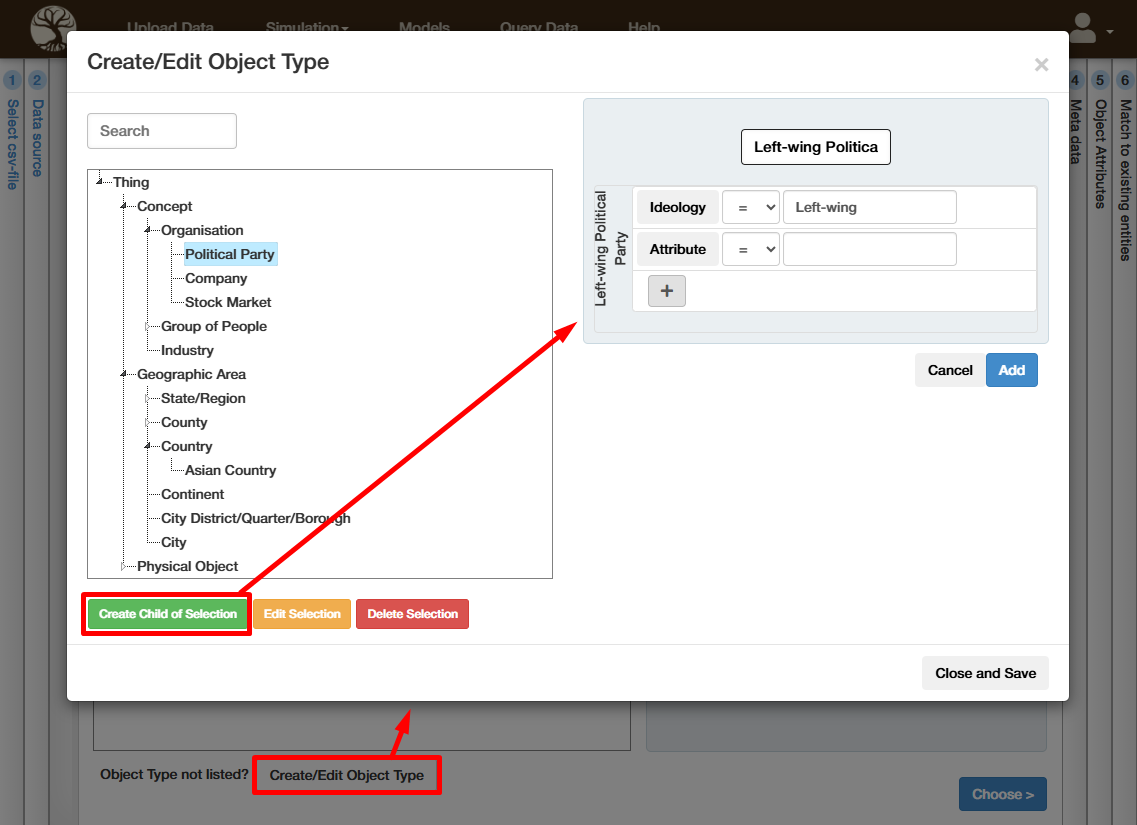 Upload Data Simulation Models Query Data Help
Create/Edit Object Type
×
1
Select csv-file
2
Data source
Search
Thing
Concept
Organisation
Political Party
Company
Stock Market
Group of People
Industry
Geographic Area
State/Region
County
Country
Asian Country
Continent
City District/Quarter/Borough
City
Physical Object
Create Child of Selection Edit Selection Delete Selection
Left-wing Politica
Left-wing Political
Party
Ideology = Left-wing
Attribute =
+
Cancel Add
4
Meta data
5
Object Attributes
6
Match to existing entities
Close and Save
Object Type not listed? Create/Edit Object Type
Choose >